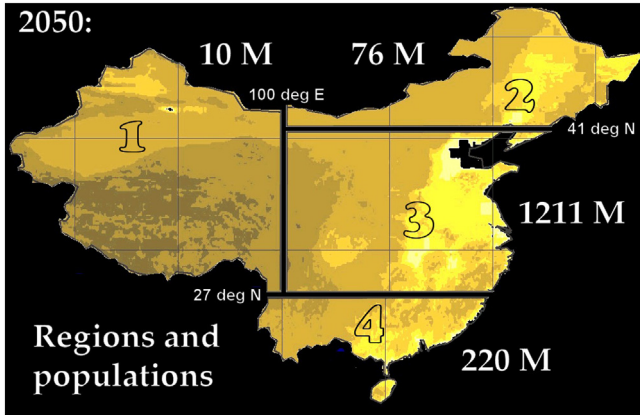 2050:
10 M
76 M
100 deg E
2
1
41 deg N
3
1211 M
27 deg N
4
Regions and
populations
220 M